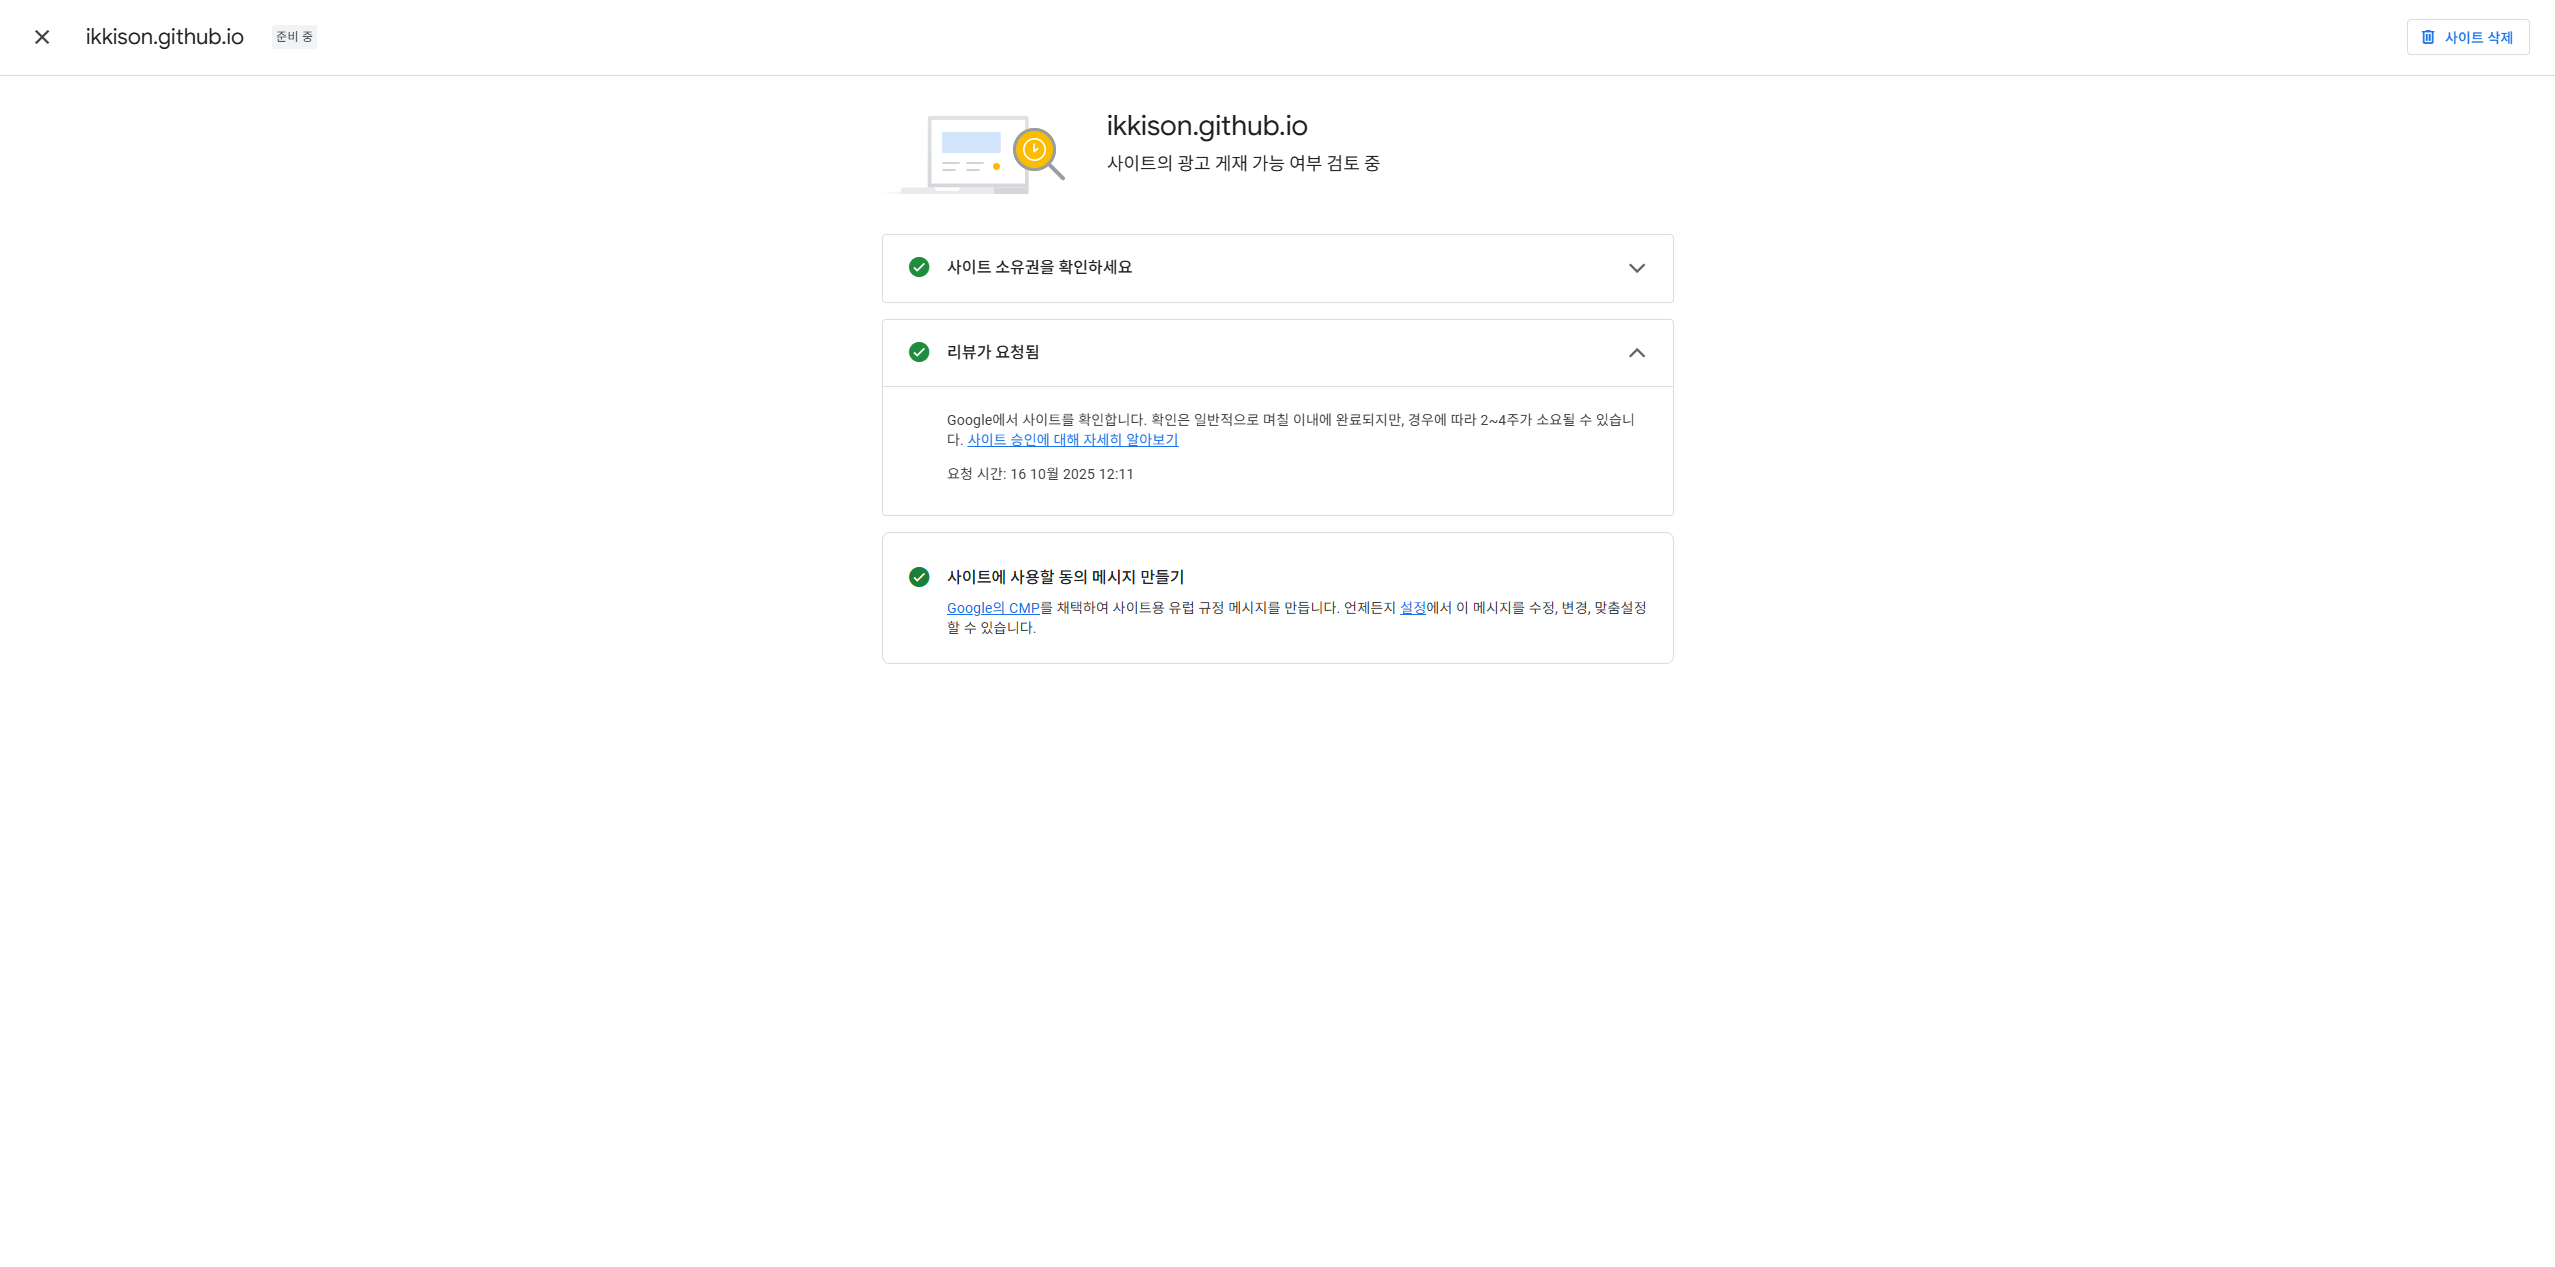 ikkison.github.io 준비 중
사이트 삭제
ikkison.github.io
사이트의 광고 게재 가능 여부 검토 중
사이트 소유권을 확인하세요
리뷰가 요청됨
Google에서 사이트를 확인합니다. 확인은 일반적으로 며칠 이내에 완료되지만, 경우에 따라 2~4주가 소요될 수 있습니
다. 사이트 승인에 대해 자세히 알아보기
요청 시간: 16 10월 2025 12:11
사이트에 사용할 동의 메시지 만들기
Google의 CMP를 채택하여 사이트용 유럽 규정 메시지를 만듭니다. 언제든지 설정에서 이 메시지를 수정, 변경, 맞춤설정
할 수 있습니다.